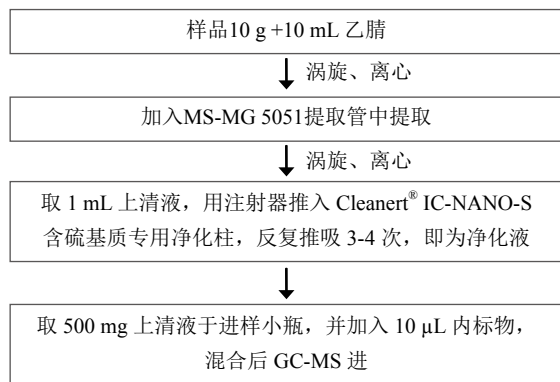 样品10 g +10 mL 乙腈
涡旋、离心
加入MS-MG 5051提取管中提取
涡旋、离心
取 1 mL 上清液，用注射器推入 Cleanert® IC-NANO-S
含硫基质专用净化柱，反复推吸 3-4 次，即为净化液
取 500 mg 上清液于进样小瓶，并加入 10 μL 内标物，
混合后 GC-MS 进